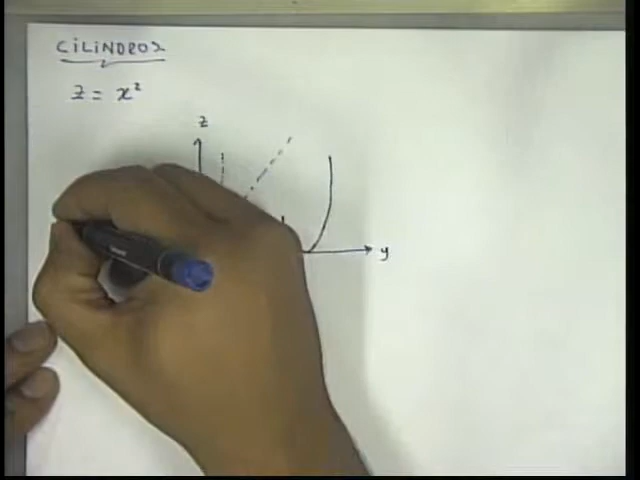 CILINDROS
z = x²
z
y